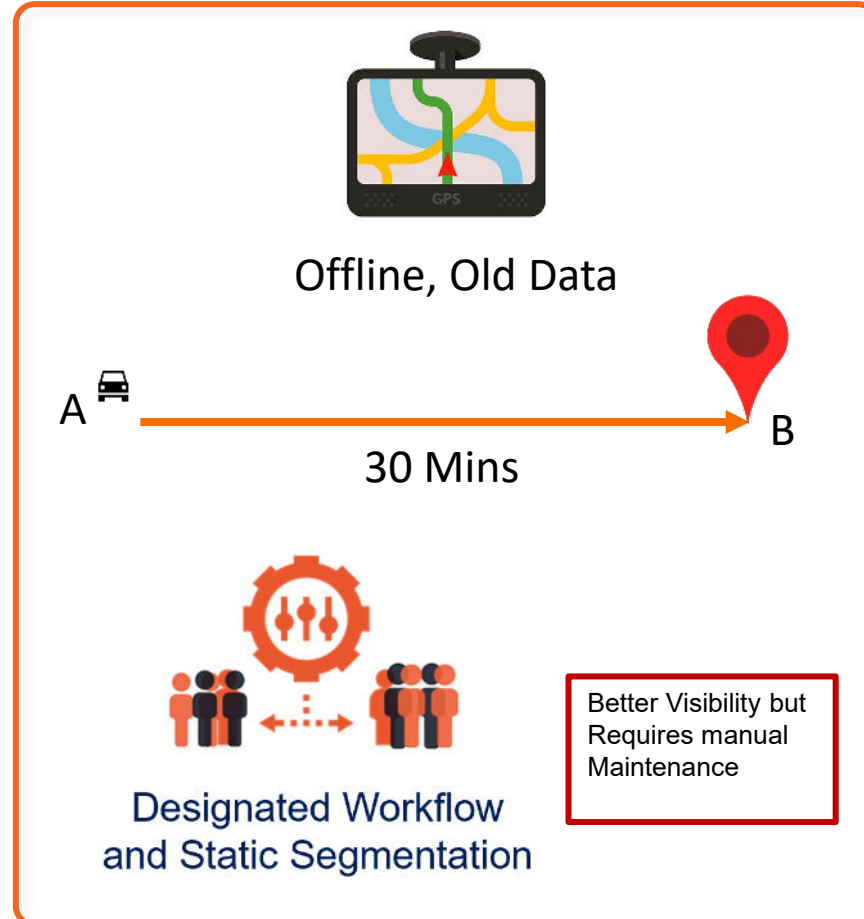 GPS
Offline, Old Data
A
B
30 Mins
Designated Workflow
and Static Segmentation
Better Visibility but
Requires manual
Maintenance